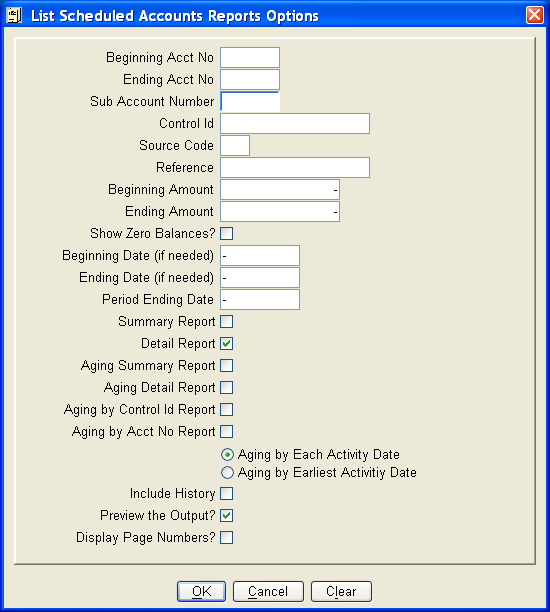 List Scheduled Accounts Reports Options
Beginning Acct No
Ending Acct No
Sub Account Number
Control Id
Source Code
Reference
Beginning Amount -
Ending Amount -
Show Zero Balances?
Beginning Date (if needed) -
Ending Date (if needed) -
Period Ending Date -
Summary Report
Detail Report
Aging Summary Report
Aging Detail Report
Aging by Control Id Report
Aging by Acct No Report
Aging by Each Activity Date
Aging by Earliest Activitiy Date
Include History
Preview the Output?
Display Page Numbers?
OK Cancel Clear